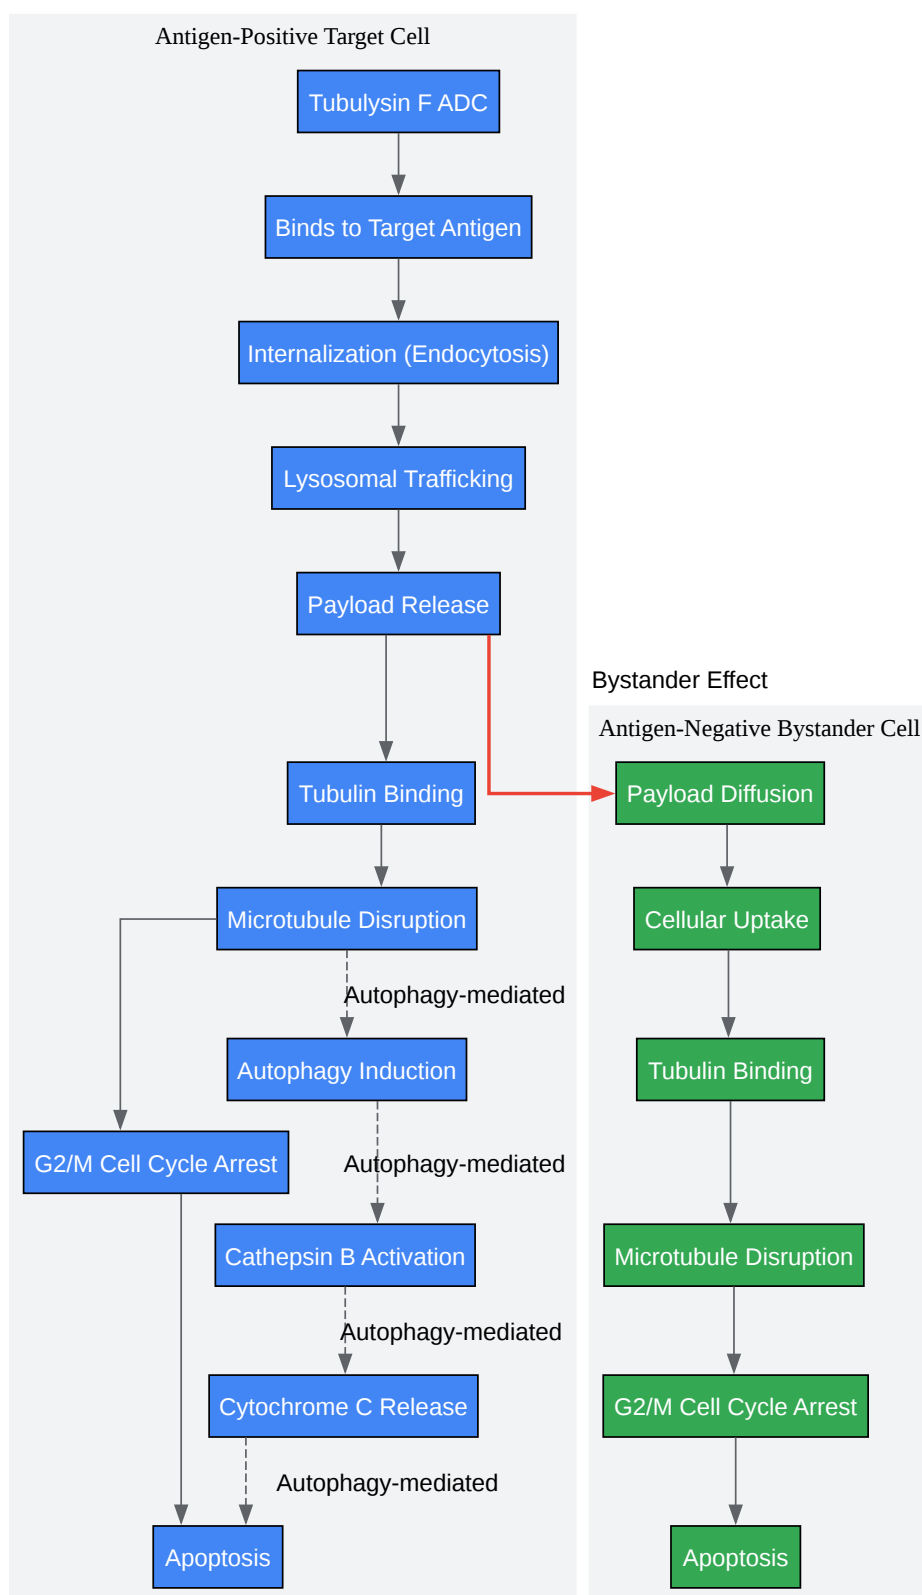 Antigen-Positive Target Cell
Tubulysin F ADC
Binds to Target Antigen
Internalization (Endocytosis)
Lysosomal Trafficking
Payload Release
Tubulin Binding
Microtubule Disruption
Autophagy-mediated
Autophagy Induction
Autophagy-mediated
G2/M Cell Cycle Arrest
Cathepsin B Activation
Autophagy-mediated
Cytochrome C Release
Autophagy-mediated
Apoptosis
Bystander Effect
Antigen-Negative Bystander Cell
Payload Diffusion
Cellular Uptake
Tubulin Binding
Microtubule Disruption
G2/M Cell Cycle Arrest
Apoptosis